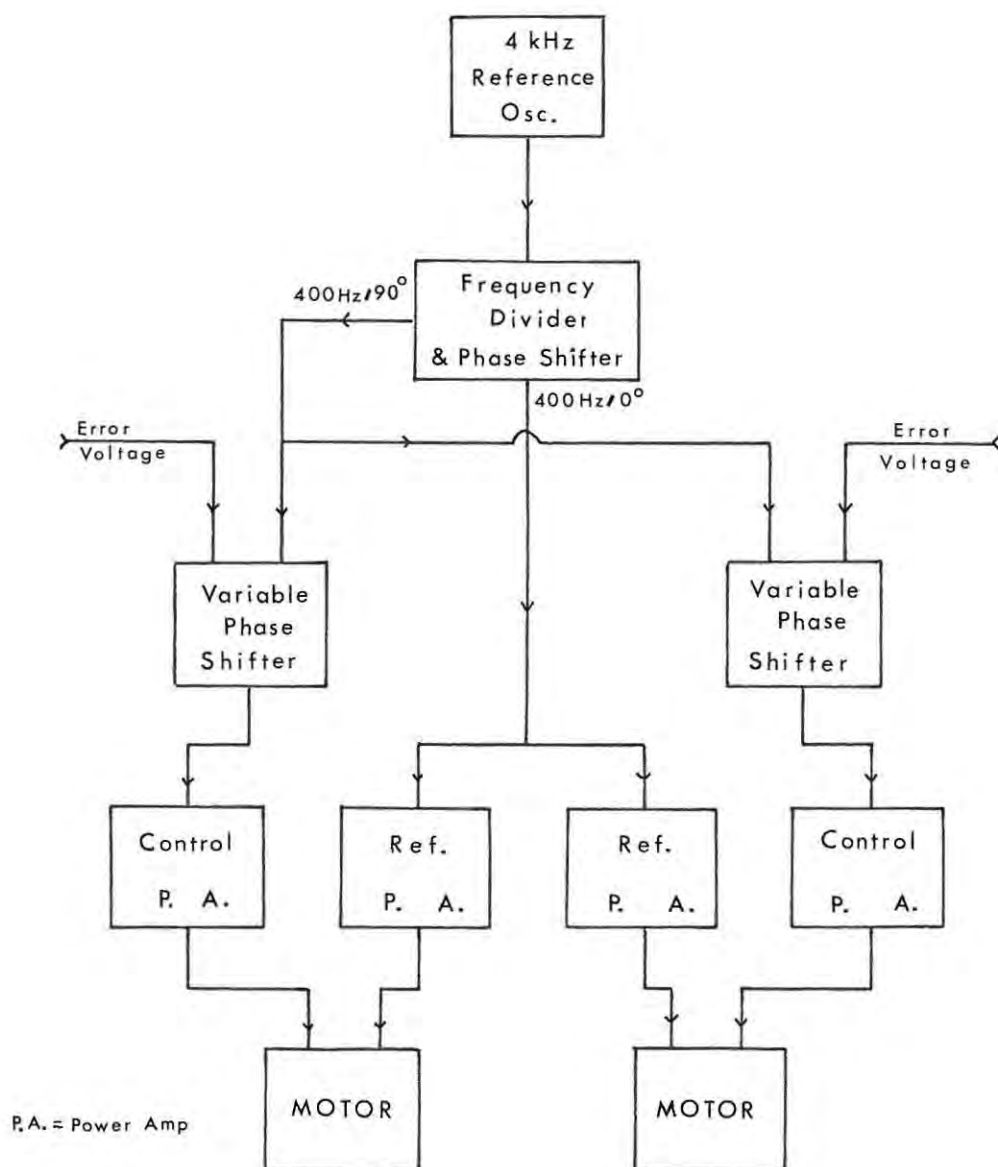 4 kHz
Reference
Osc.
Frequency
Divider
& Phase Shifter
400Hz/90°
400Hz/0°
Error
Voltage
Error
Voltage
Variable
Phase
Shifter
Variable
Phase
Shifter
Control
P. A.
Ref.
P. A.
Ref.
P. A.
Control
P. A.
MOTOR
MOTOR
P.A. = Power Amp